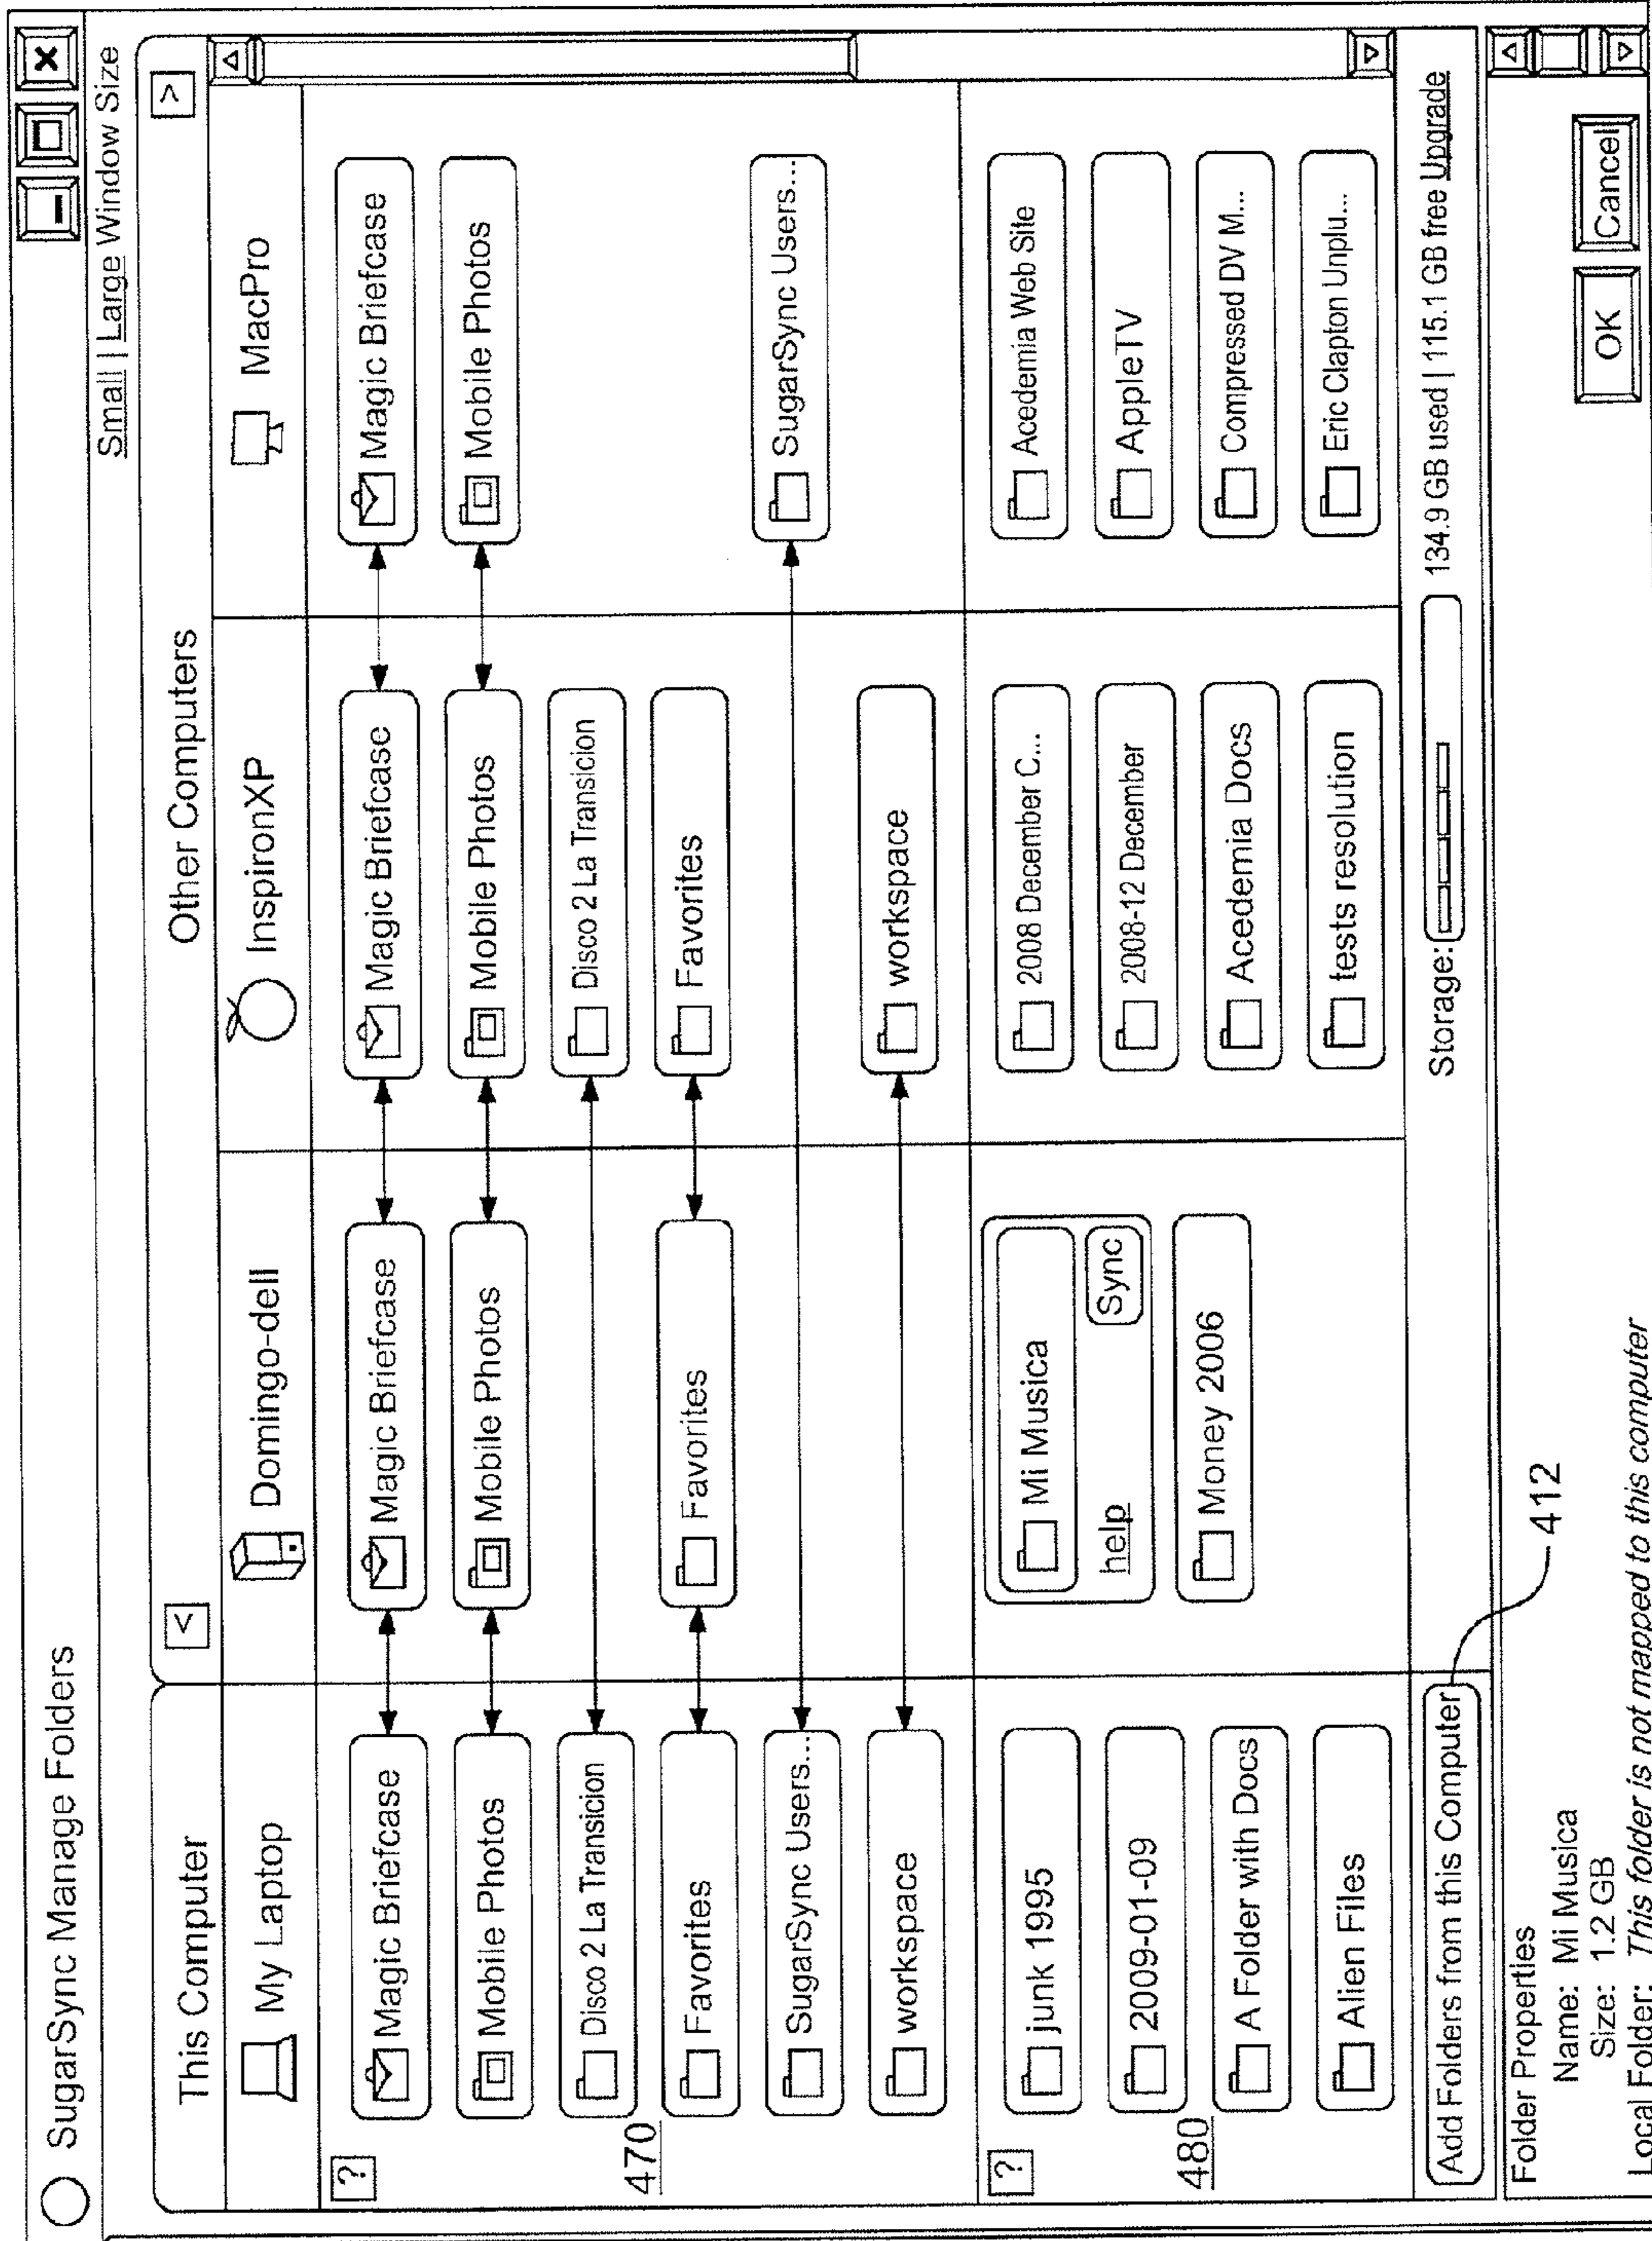 SugarSync Manage Folders
Small | Large Window Size
This Computer
<
Other Computers
>
My Laptop
Domingo-dell
InspironXP
MacPro
?
Magic Briefcase
Magic Briefcase
Magic Briefcase
Magic Briefcase
Mobile Photos
Mobile Photos
Mobile Photos
Mobile Photos
Disco 2 La Transicion
Disco 2 La Transicion
470
Favorites
Favorites
Favorites
SugarSync Users...
SugarSync Users...
workspace
workspace
?
junk 1995
Mi Musica
2008 December C...
Acedemia Web Site
help
Sync
2009-01-09
2008-12 December
AppleTV
480
A Folder with Docs
Money 2006
Acedemia Docs
Compressed DV M...
Alien Files
tests resolution
Eric Clapton Unplu...
Add Folders from this Computer
Storage:
134.9 GB used | 115.1 GB free Upgrade
412
Folder Properties
Name: Mi Musica
Size: 1.2 GB
Local Folder: This folder is not mapped to this computer
OK
Cancel